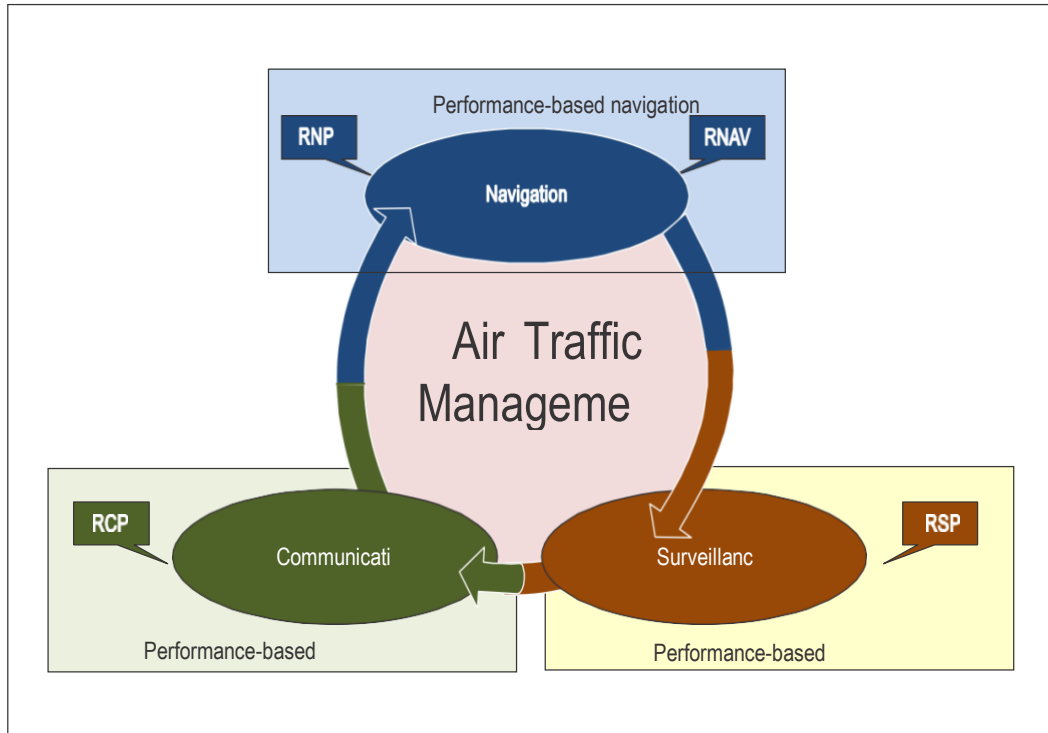 Performance-based navigation
RNP
RNAV
Navigation
Air Traffic
Manageme
RCP
RSP
Communicati
Surveillanc
Performance-based
Performance-based